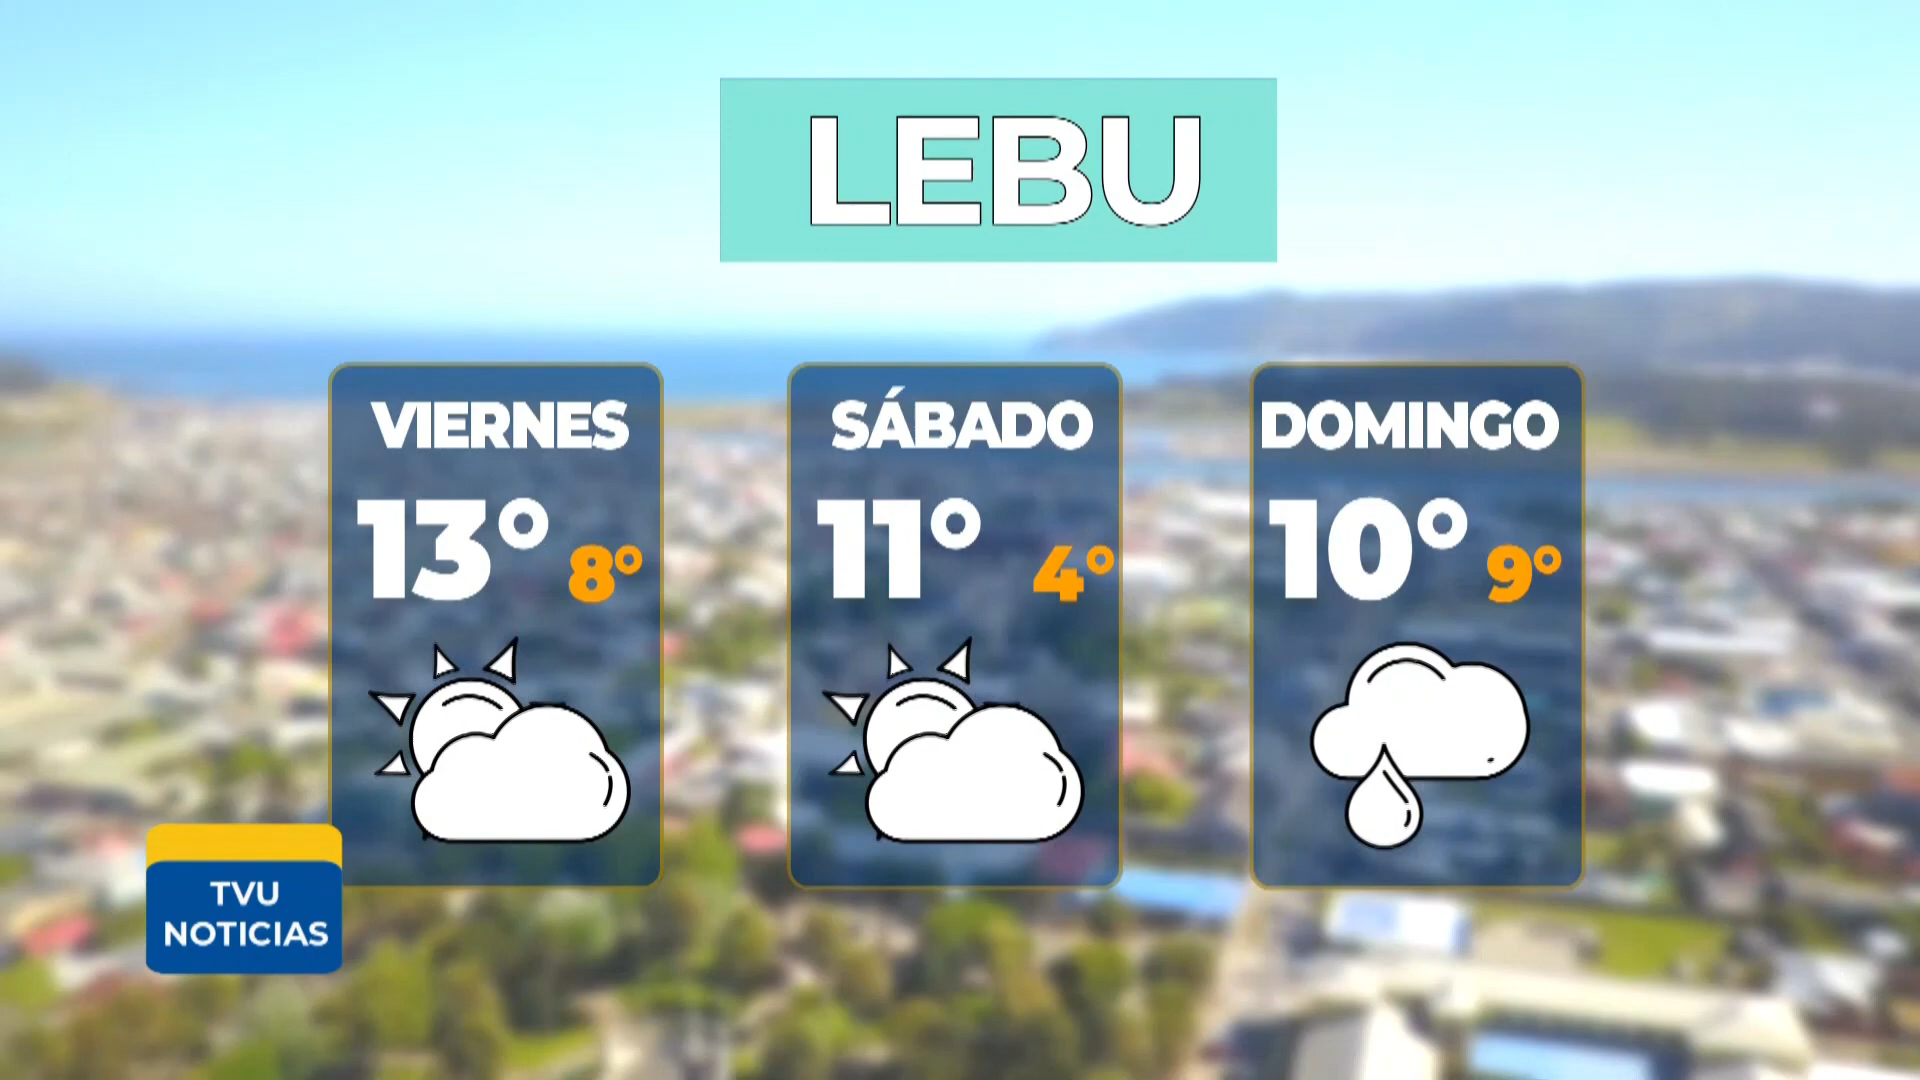 LEBU
VIERNES
13° 8°
SÁBADO
11° 4°
DOMINGO
10° 9°
TVU
NOTICIAS